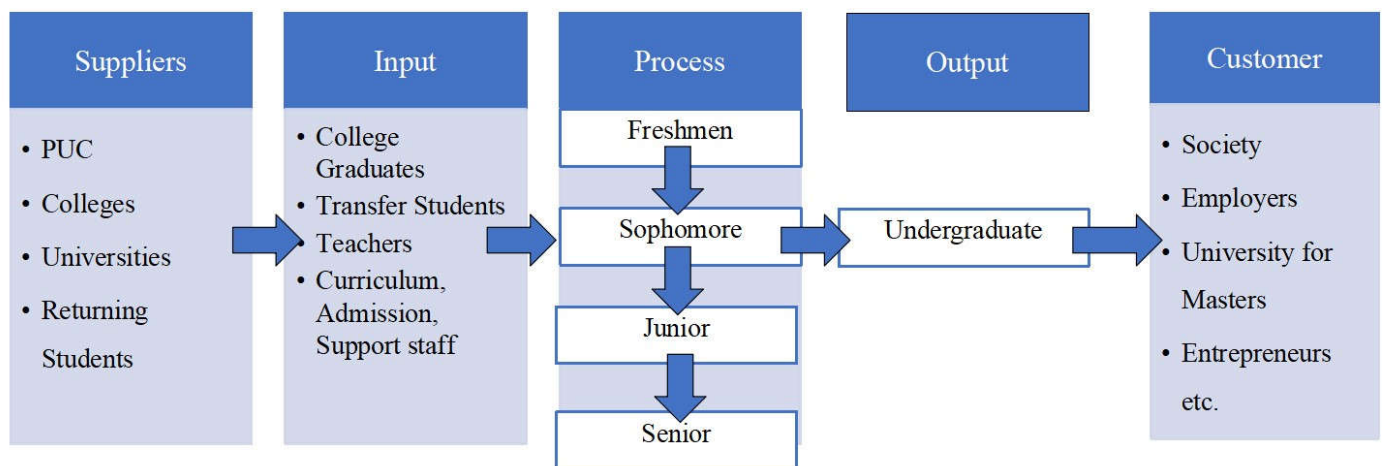 Suppliers
• PUC
• Colleges
• Universities
• Returning
Students
Input
• College
Graduates
• Transfer Students
• Teachers
• Curriculum,
Admission,
Support staff
Process
Freshmen
Sophomore
Junior
Senior
Output
Undergraduate
Customer
• Society
• Employers
• University for
Masters
• Entrepreneurs
etc.